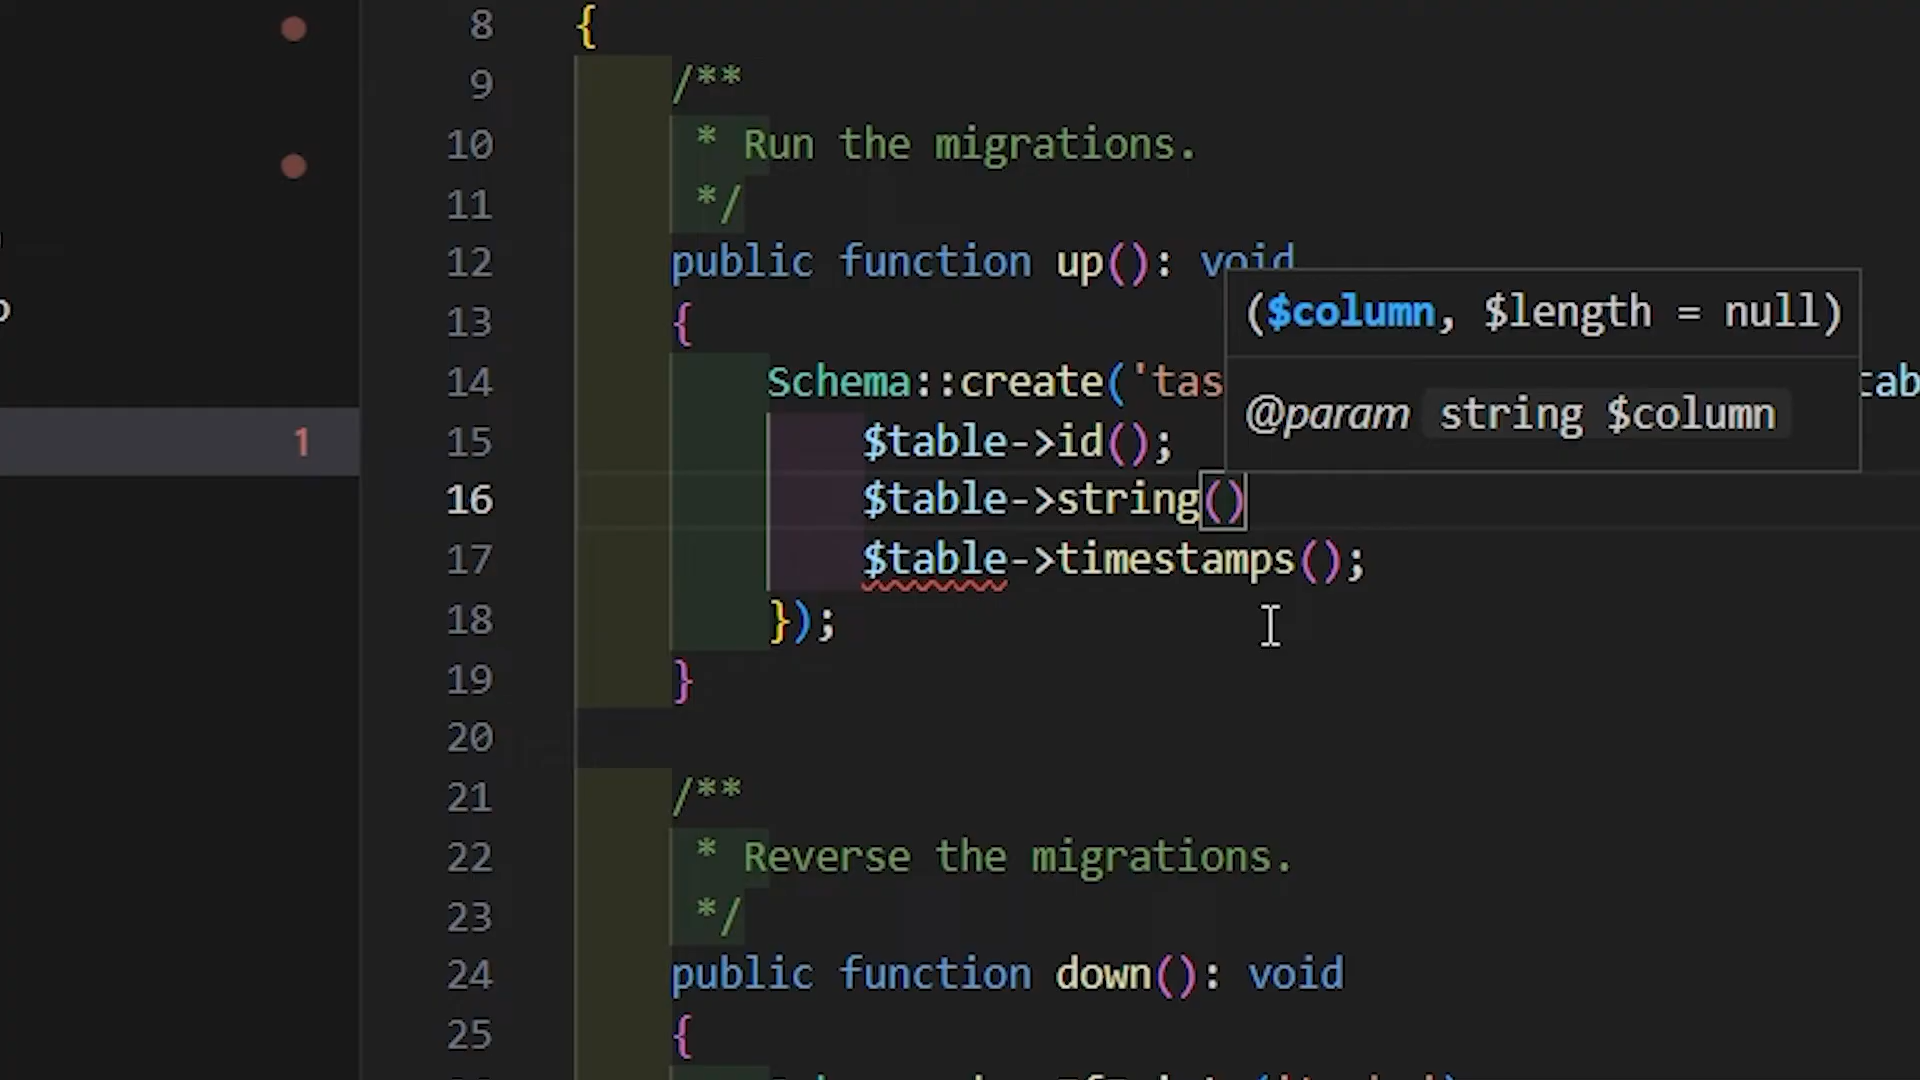 8 {
9 /**
10 * Run the migrations.
11 */
12 public function up(): void
($column, $length = null)
13 {
14 Schema::create('tas
@param string $column
1
15 $table->id();
16 $table->string()
17 $table->timestamps();
18 });
19 }
20
21 /**
22 * Reverse the migrations.
23 */
24 public function down(): void
25 {